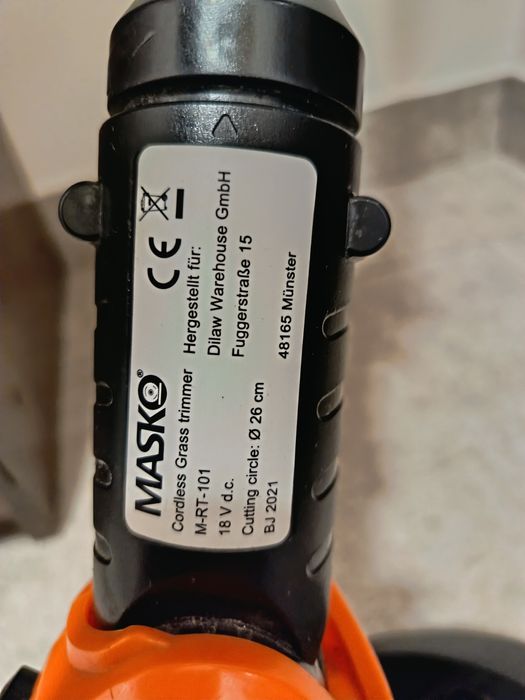 MASKO®
Cordless Grass trimmer
M-RT-101
18 V d.c.
Cutting circle: Ø 26 cm
BJ 2021
CE
Hergestellt für:
Dilaw Warehouse GmbH
Fuggerstraße 15
48165 Münster